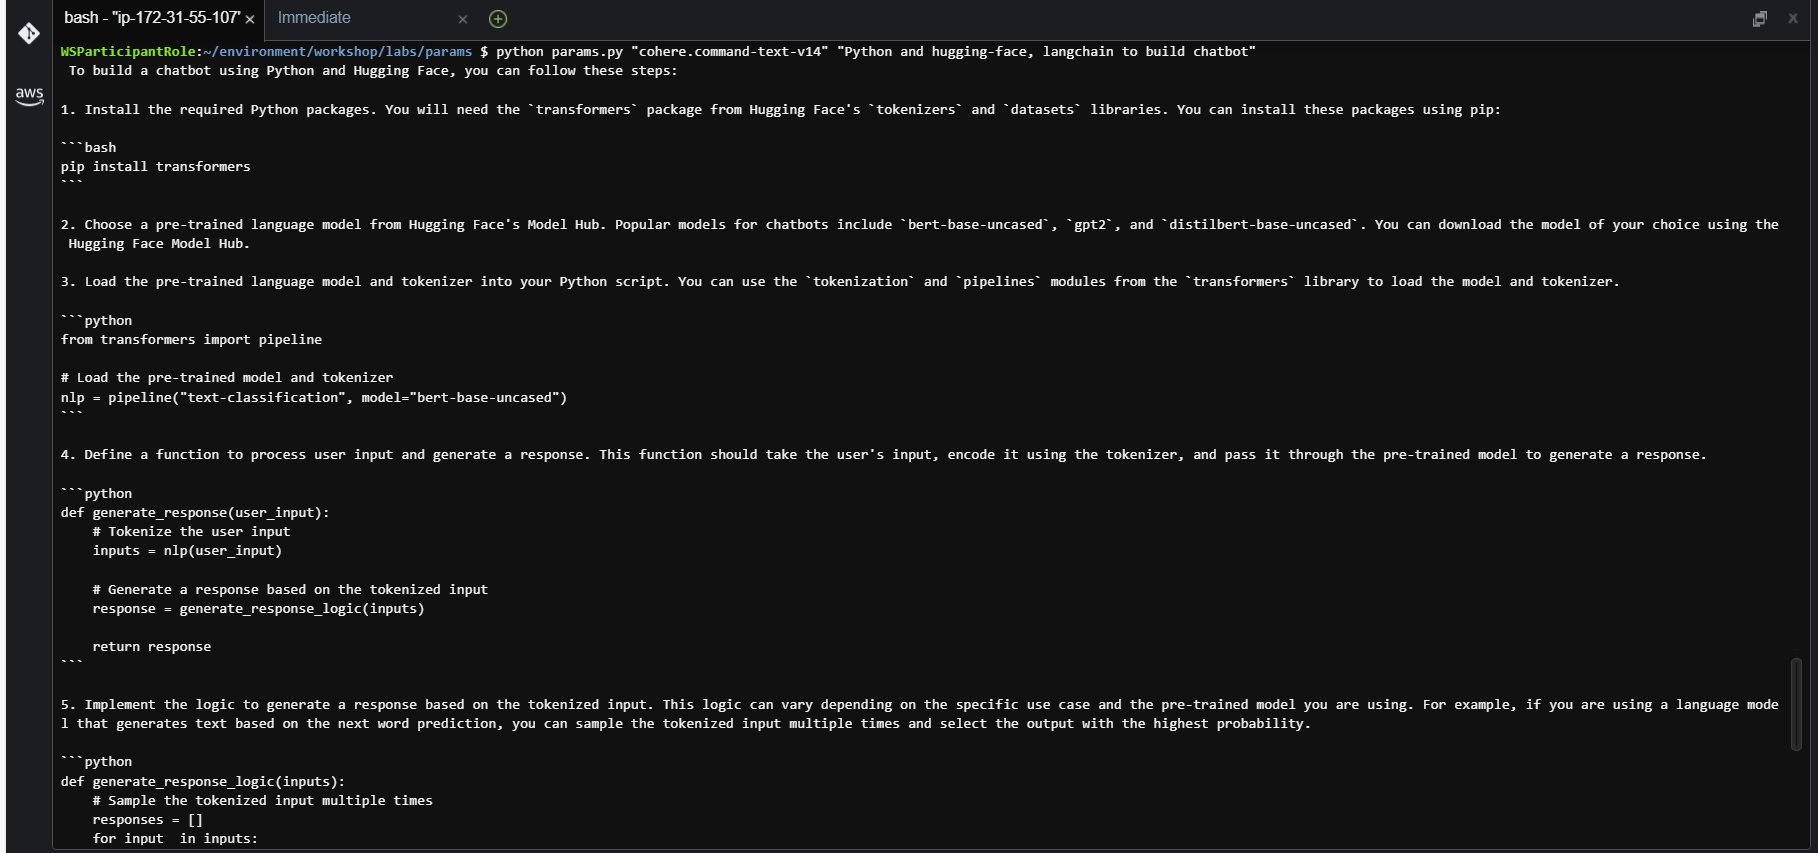 bash - "ip-172-31-55-107" × Immediate ×
aws
WSParticipantRole:~/environment/workshop/labs/params $ python params.py "cohere.command-text-v14" "Python and hugging-face, langchain to build chatbot"
To build a chatbot using Python and Hugging Face, you can follow these steps:
1. Install the required Python packages. You will need the `transformers` package from Hugging Face's `tokenizers` and `datasets` libraries. You can install these packages using pip:
```bash
pip install transformers
```
2. Choose a pre-trained language model from Hugging Face's Model Hub. Popular models for chatbots include `bert-base-uncased`, `gpt2`, and `distilbert-base-uncased`. You can download the model of your choice using the
Hugging Face Model Hub.
3. Load the pre-trained language model and tokenizer into your Python script. You can use the `tokenization` and `pipelines` modules from the `transformers` library to load the model and tokenizer.
```python
from transformers import pipeline
# Load the pre-trained model and tokenizer
nlp = pipeline("text-classification", model="bert-base-uncased")
```
4. Define a function to process user input and generate a response. This function should take the user's input, encode it using the tokenizer, and pass it through the pre-trained model to generate a response.
```python
def generate_response(user_input):
    # Tokenize the user input
    inputs = nlp(user_input)
    # Generate a response based on the tokenized input
    response = generate_response_logic(inputs)
    return response
```
5. Implement the logic to generate a response based on the tokenized input. This logic can vary depending on the specific use case and the pre-trained model you are using. For example, if you are using a language mode
l that generates text based on the next word prediction, you can sample the tokenized input multiple times and select the output with the highest probability.
```python
def generate_response_logic(inputs):
    # Sample the tokenized input multiple times
    responses = []
    for input  in inputs: